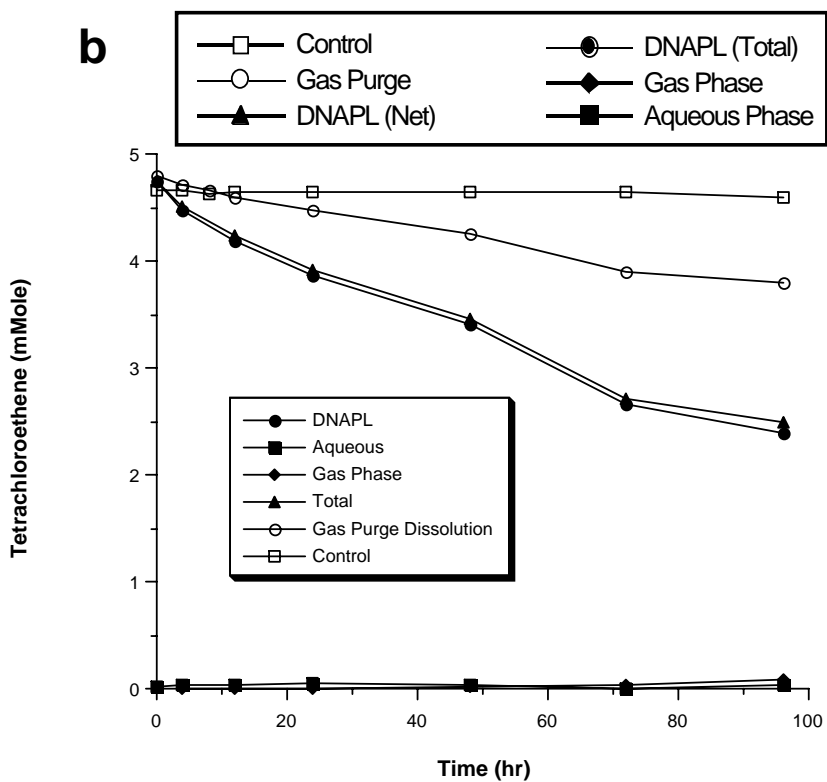 b
Control
DNAPL (Total)
Gas Purge
Gas Phase
DNAPL (Net)
Aqueous Phase
5
4
3
2
1
0
Tetrachloroethene (mMole)
DNAPL
Aqueous
Gas Phase
Total
Gas Purge Dissolution
Control
0
20
40
60
80
100
Time (hr)